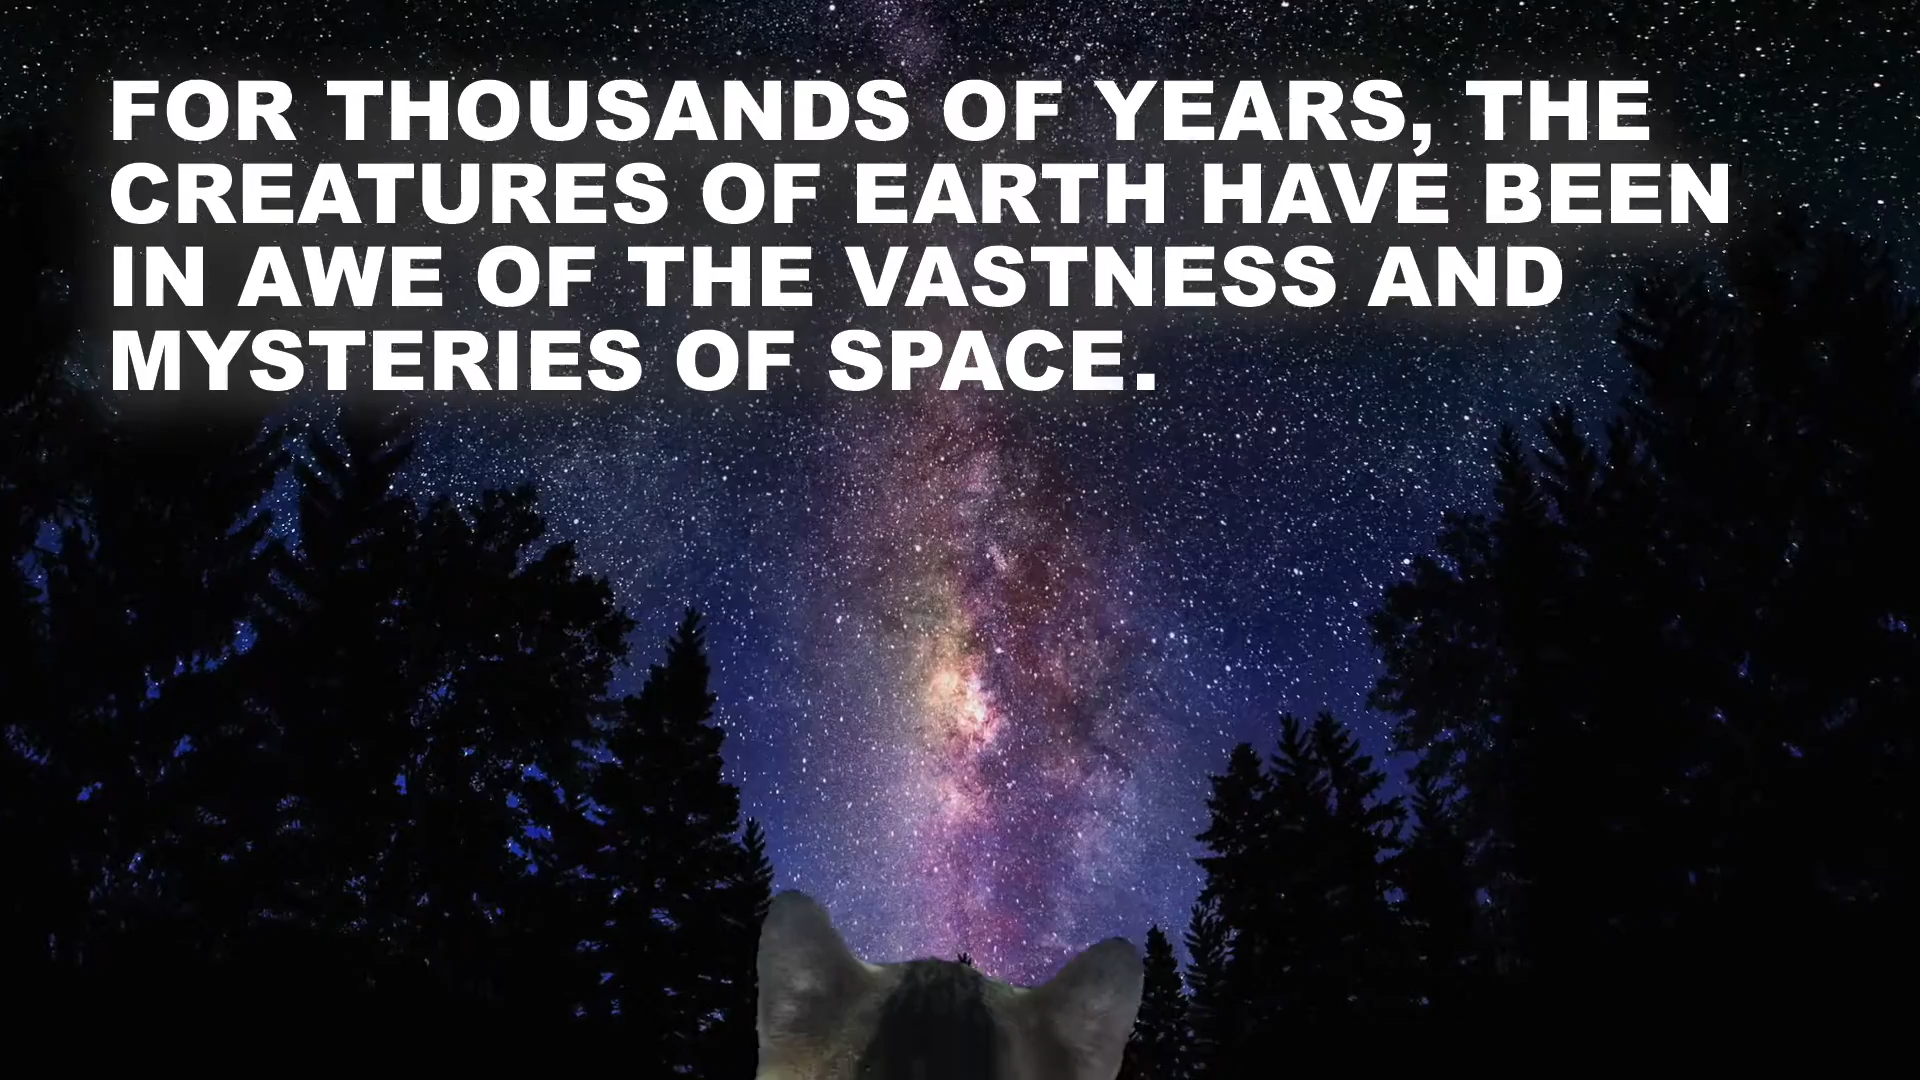 FOR THOUSANDS OF YEARS, THE
CREATURES OF EARTH HAVE BEEN
IN AWE OF THE VASTNESS AND
MYSTERIES OF SPACE.